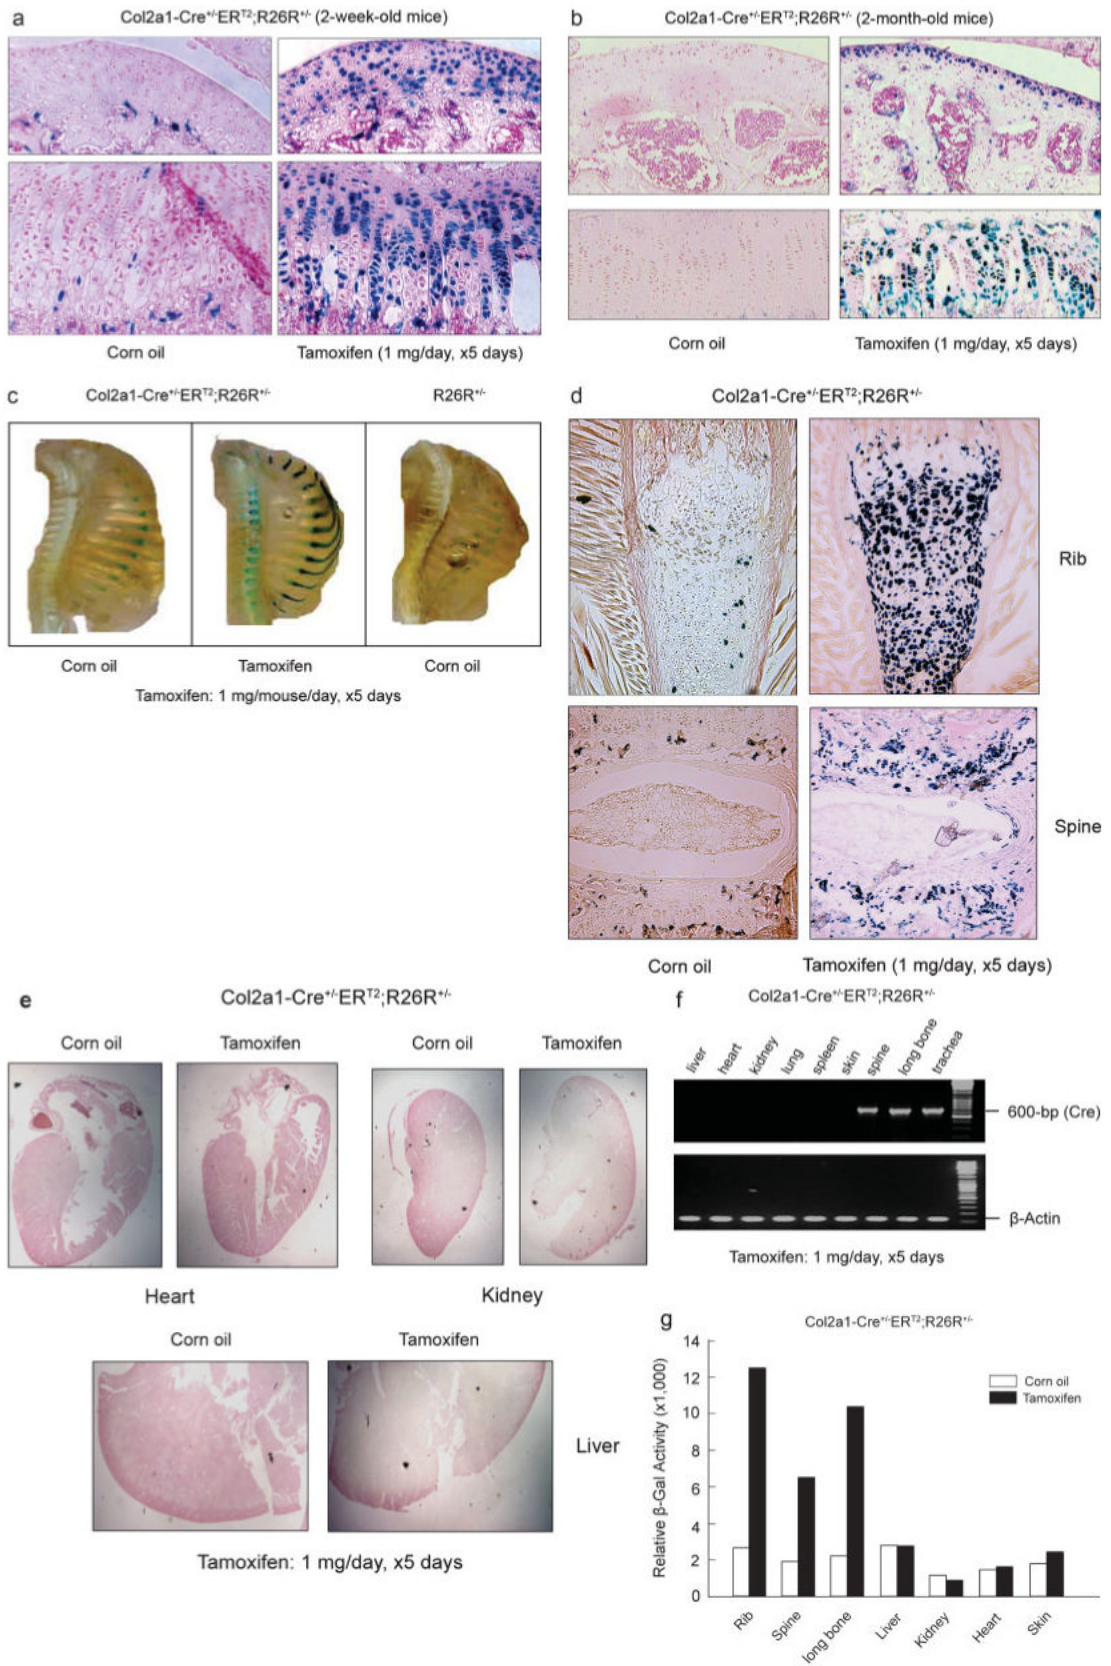 a
Col2a1-Cre⁺/⁻ERᵀ²;R26R⁺/⁻ (2-week-old mice)
Corn oil
Tamoxifen (1 mg/day, x5 days)
b
Col2a1-Cre⁺/⁻ERᵀ²;R26R⁺/⁻ (2-month-old mice)
Corn oil
Tamoxifen (1 mg/day, x5 days)
c
Col2a1-Cre⁺/⁻ERᵀ²;R26R⁺/⁻
R26R⁺/⁻
Corn oil
Tamoxifen
Corn oil
Tamoxifen: 1 mg/mouse/day, x5 days
d
Col2a1-Cre⁺/⁻ERᵀ²;R26R⁺/⁻
Rib
Spine
Corn oil
Tamoxifen (1 mg/day, x5 days)
e
Col2a1-Cre⁺/⁻ERᵀ²;R26R⁺/⁻
Corn oil
Tamoxifen
Corn oil
Tamoxifen
Heart
Kidney
Corn oil
Tamoxifen
Liver
Tamoxifen: 1 mg/day, x5 days
f
Col2a1-Cre⁺/⁻ERᵀ²;R26R⁺/⁻
liver
heart
kidney
lung
spleen
skin
spine
long bone
trachea
600-bp (Cre)
β-Actin
Tamoxifen: 1 mg/day, x5 days
g
Col2a1-Cre⁺/⁻ERᵀ²;R26R⁺/⁻
Relative β-Gal Activity (x1,000)
14
12
10
8
6
4
2
0
Corn oil
Tamoxifen
Rib
Spine
long bone
Liver
Kidney
Heart
Skin